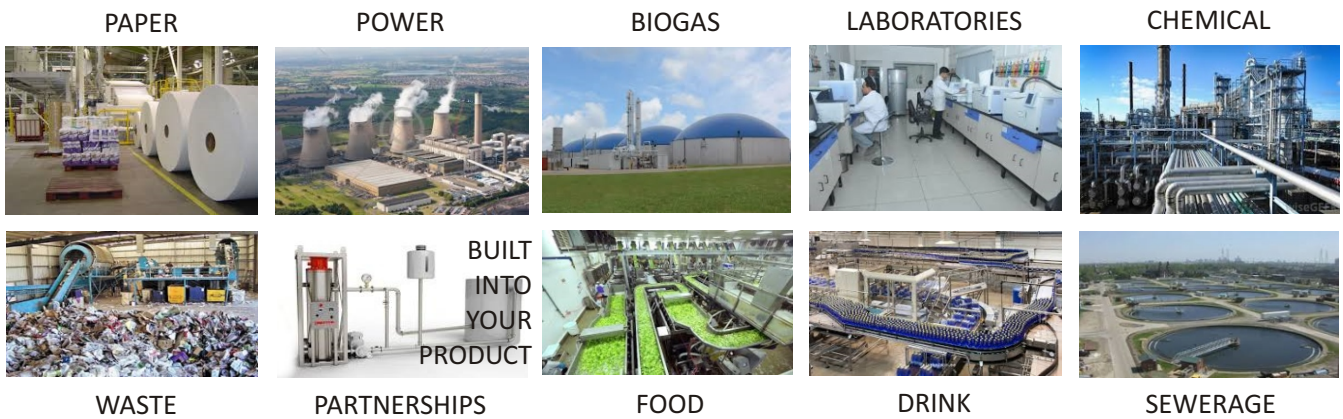 PAPER
POWER
BIOGAS
LABORATORIES
CHEMICAL
BUILT
INTO
YOUR
PRODUCT
WASTE
PARTNERSHIPS
FOOD
DRINK
SEWERAGE